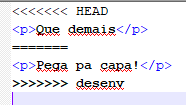 <<<<<<< HEAD
<p>Que demais</p>
=======
<p>Pega pa capa!</p>
>>>>>>> desenv